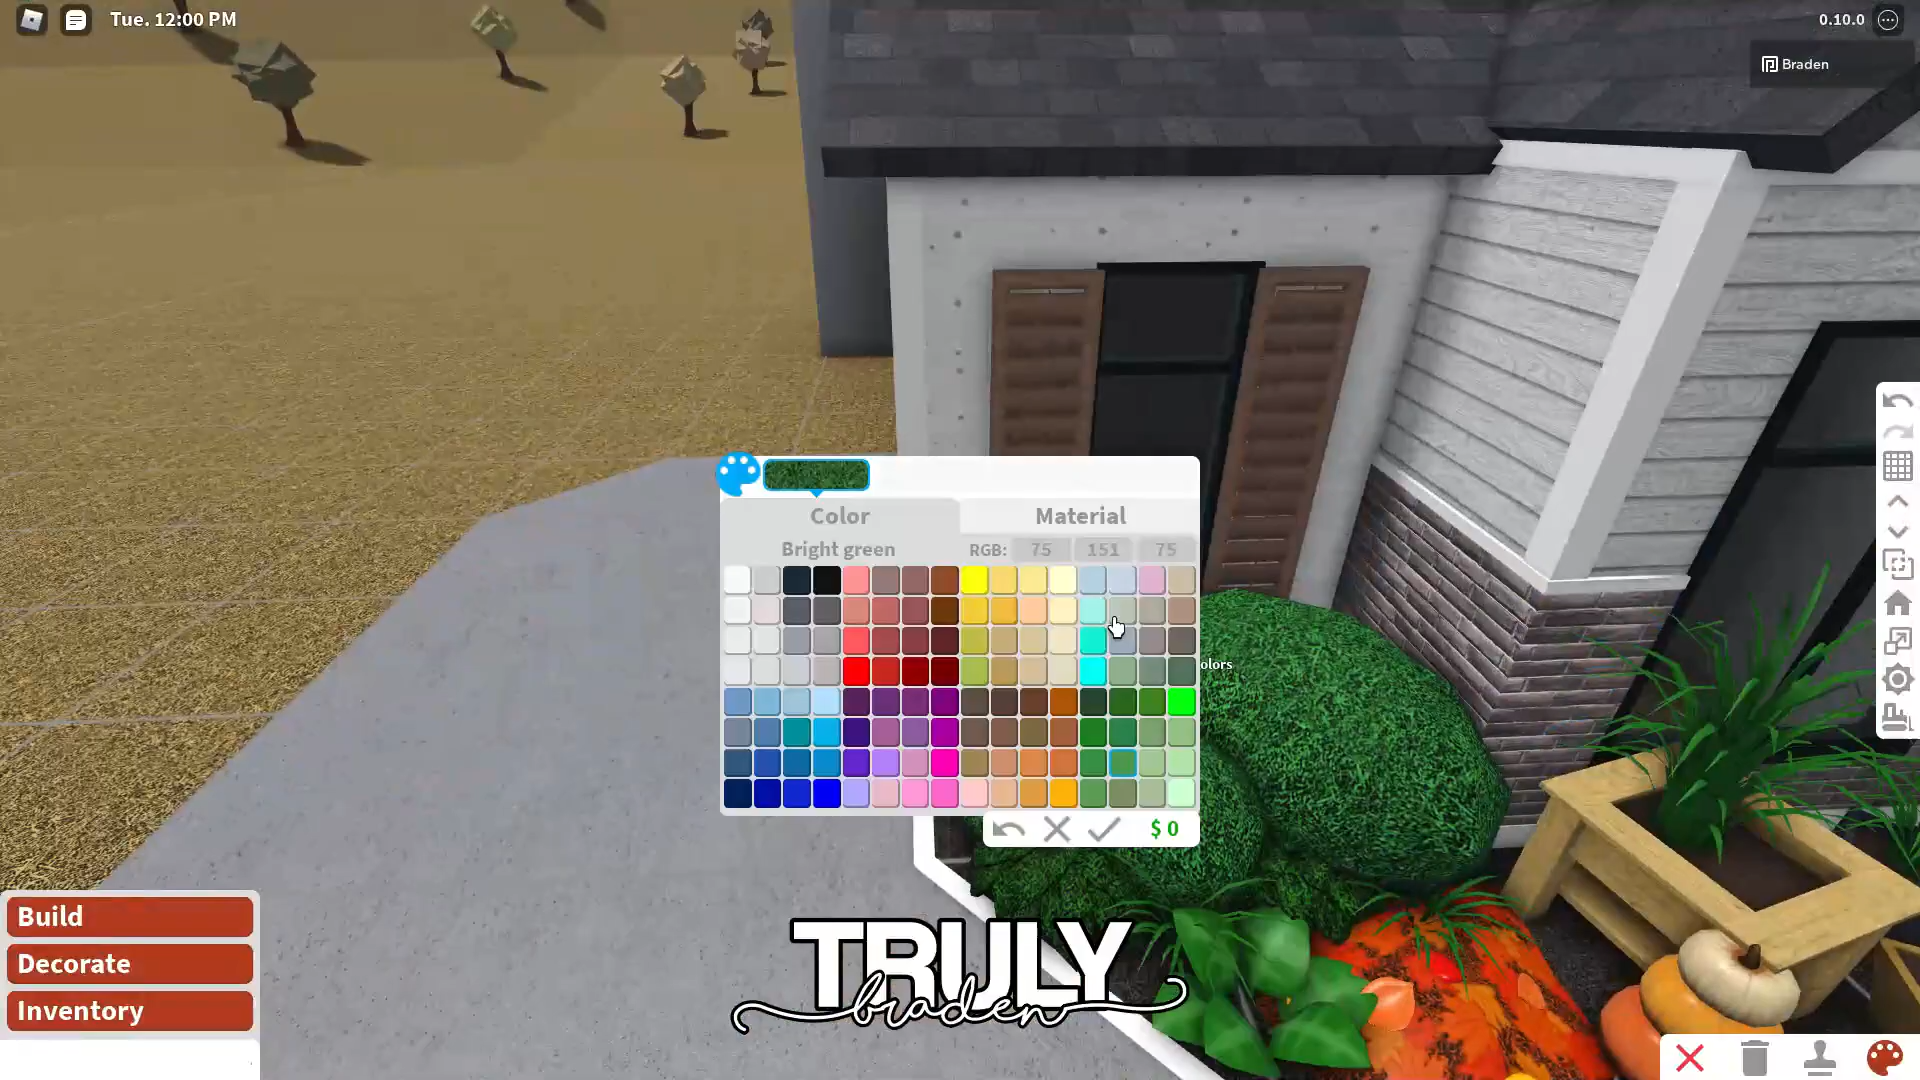 Tue. 12:00 PM
0.10.0
Braden
Color
Material
Bright green
RGB: 75 151 75
olors
$ 0
Build
Decorate
Inventory
TRULY
braden